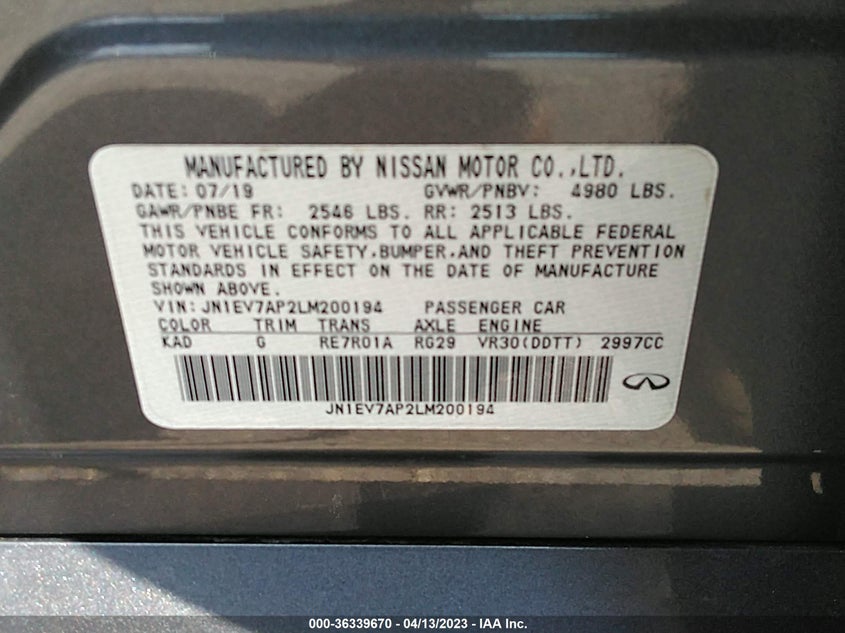 MANUFACTURED BY NISSAN MOTOR CO.,LTD.
DATE: 07/19 GVWR/PNBV: 4980 LBS.
GAWR/PNBE FR: 2546 LBS. RR: 2513 LBS.
THIS VEHICLE CONFORMS TO ALL APPLICABLE FEDERAL
MOTOR VEHICLE SAFETY,BUMPER,AND THEFT PREVENTION
STANDARDS IN EFFECT ON THE DATE OF MANUFACTURE
SHOWN ABOVE.
VIN: JN1EV7AP2LM200194 PASSENGER CAR
COLOR TRIM TRANS AXLE ENGINE
KAD G RE7R01A RG29 VR30(DDTT) 2997CC
JN1EV7AP2LM200194
000-36339670 - 04/13/2023 - IAA Inc.